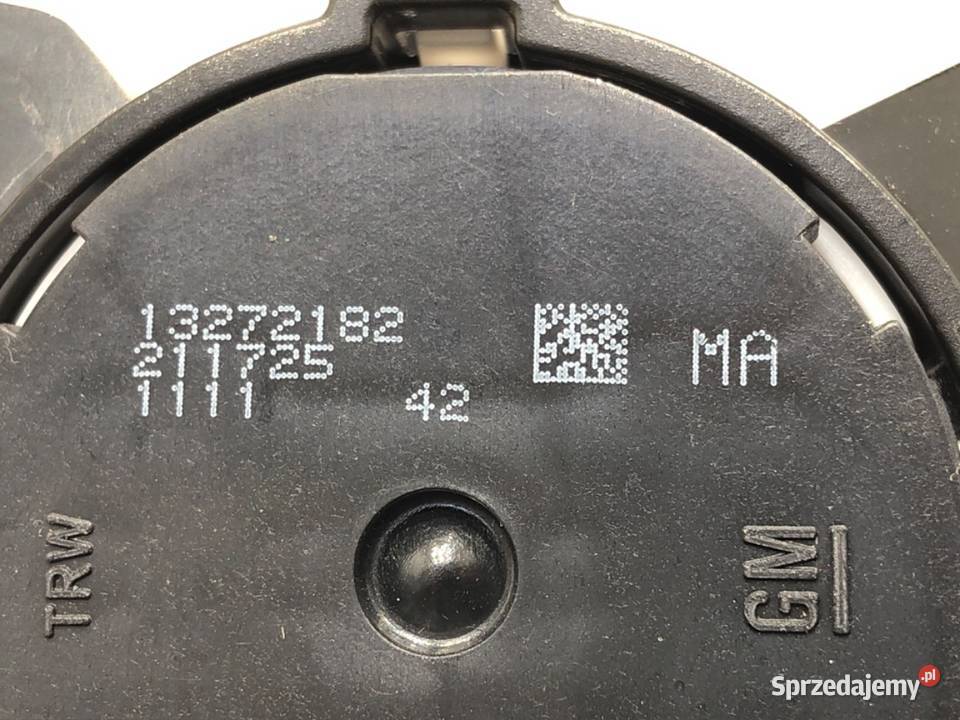 13272182
211725
1111 42
MA
TRW
GM
Sprzedajemy.pl